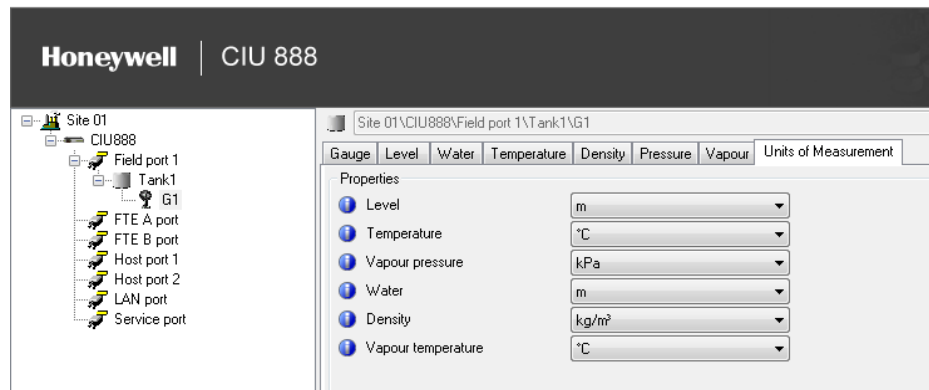 Honeywell | CIU 888
Site 01
CIU888
Field port 1
Tank1
G1
FTE A port
FTE B port
Host port 1
Host port 2
LAN port
Service port
Site 01\CIU888\Field port 1\Tank1\G1
Gauge Level Water Temperature Density Pressure Vapour Units of Measurement
Properties
Level m
Temperature °C
Vapour pressure kPa
Water m
Density kg/m³
Vapour temperature °C